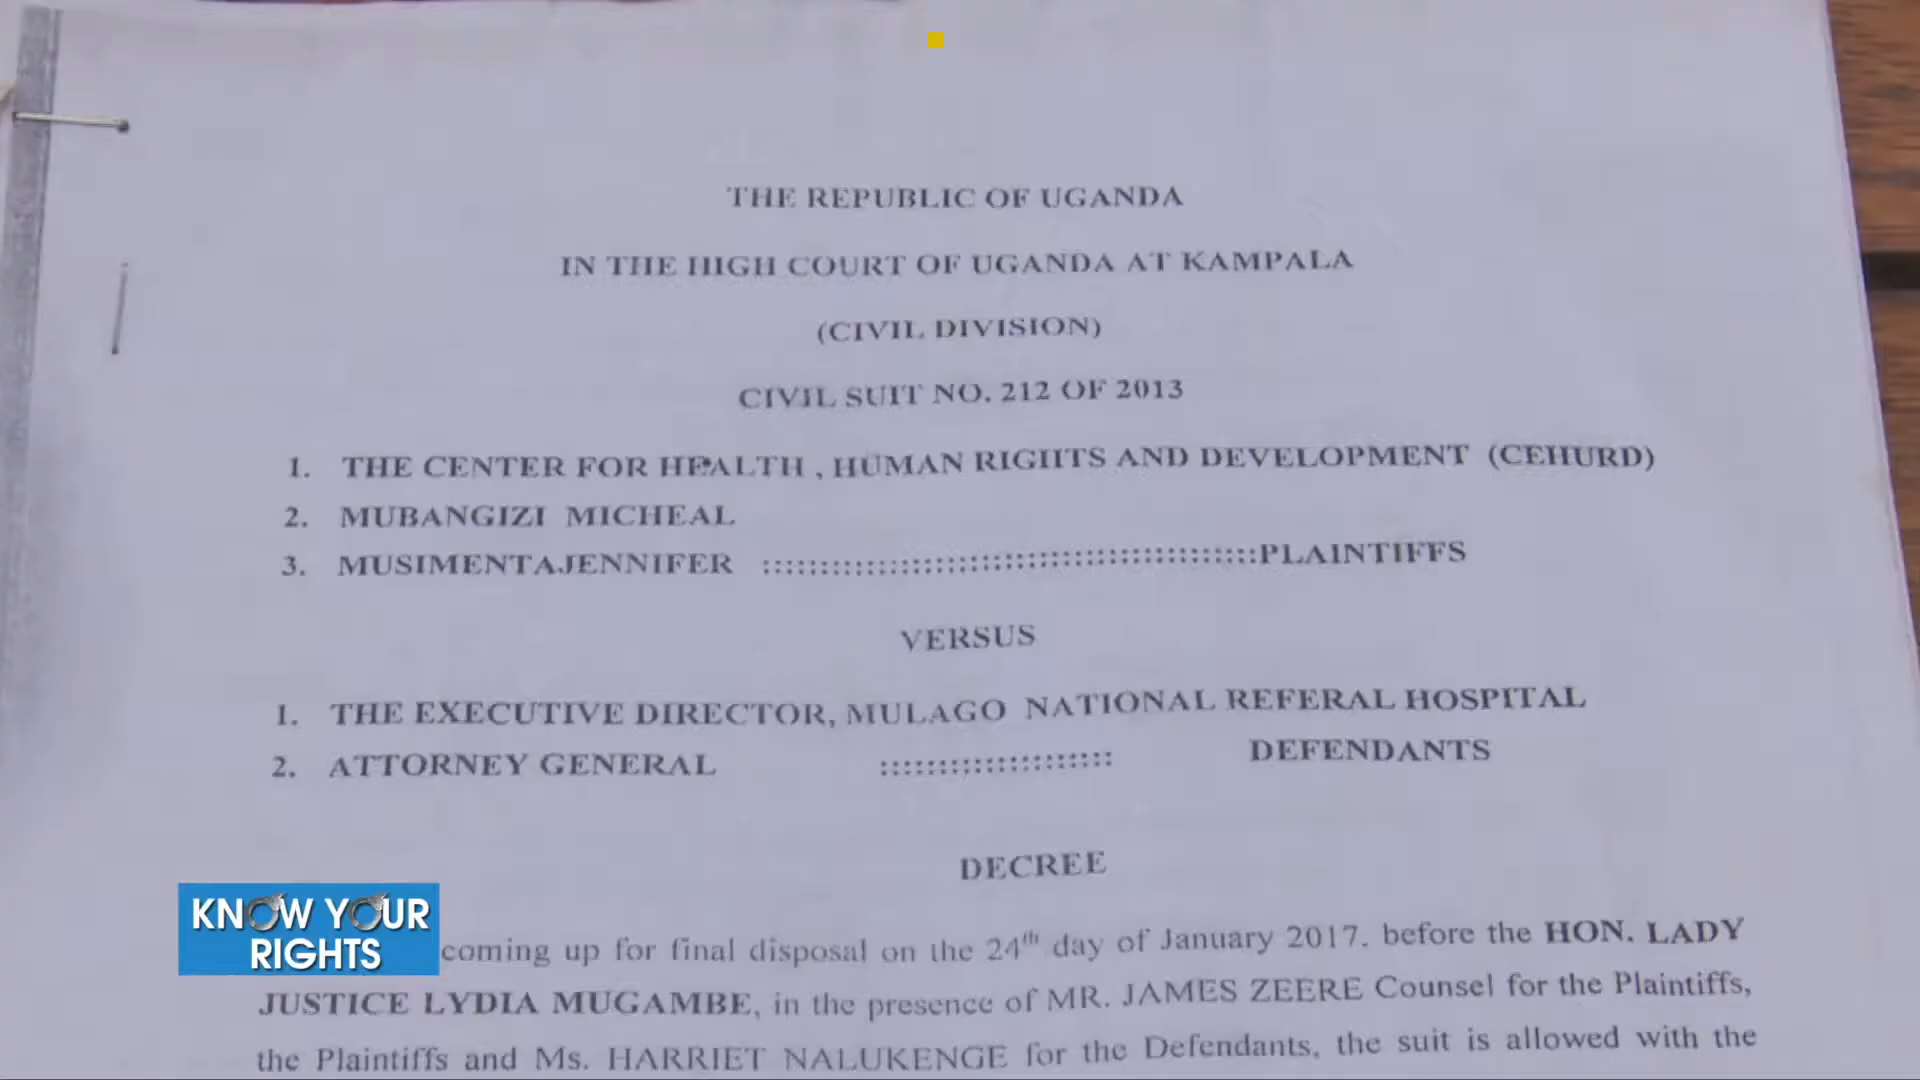 THE REPUBLIC OF UGANDA
IN THE HIGH COURT OF UGANDA AT KAMPALA
(CIVIL DIVISION)
CIVIL SUIT NO. 212 OF 2013
1. THE CENTER FOR HEALTH , HUMAN RIGHTS AND DEVELOPMENT (CEHURD)
2. MUBANGIZI MICHEAL
3. MUSIMENTAJENNIFER ::::::::::::::::::::::::::::::::::::::::::PLAINTIFFS
VERSUS
1. THE EXECUTIVE DIRECTOR, MULAGO NATIONAL REFERAL HOSPITAL
2. ATTORNEY GENERAL :::::::::::::::::::: DEFENDANTS
DECREE
KNOW YOUR
RIGHTS
coming up for final disposal on the 24th day of January 2017. before the HON. LADY
JUSTICE LYDIA MUGAMBE, in the presence of MR. JAMES ZEERE Counsel for the Plaintiffs,
the Plaintiffs and Ms. HARRIET NALUKENGE for the Defendants, the suit is allowed with the